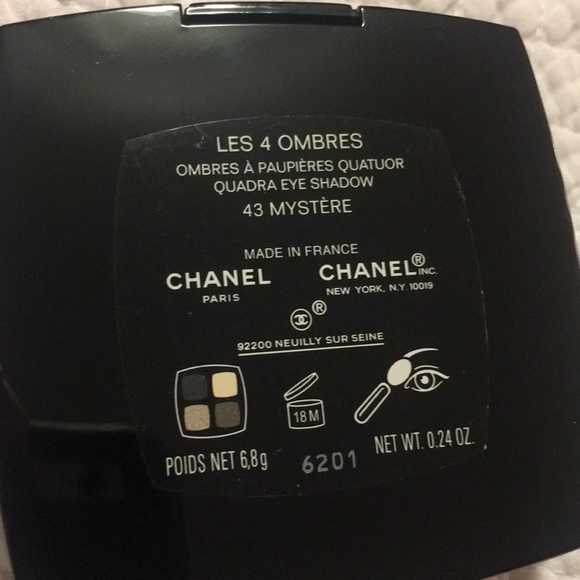 LES 4 OMBRES
OMBRES À PAUPIÈRES QUATUOR
QUADRA EYE SHADOW
43 MYSTÈRE
MADE IN FRANCE
CHANEL CHANEL® INC.
PARIS NEW YORK, N.Y. 10019
®
92200 NEUILLY SUR SEINE
18 M
POIDS NET 6,8g 6201 NET WT. 0.24 OZ.